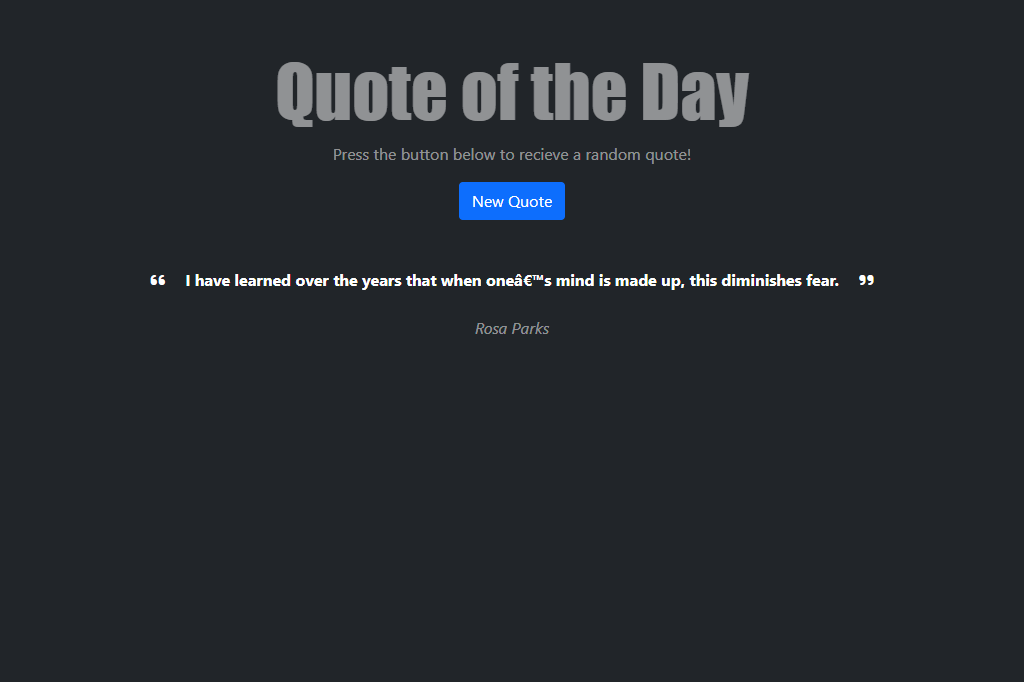 Quote of the Day
Press the button below to recieve a random quote!
New Quote
“ I have learned over the years that when oneâ€™s mind is made up, this diminishes fear. ”
Rosa Parks